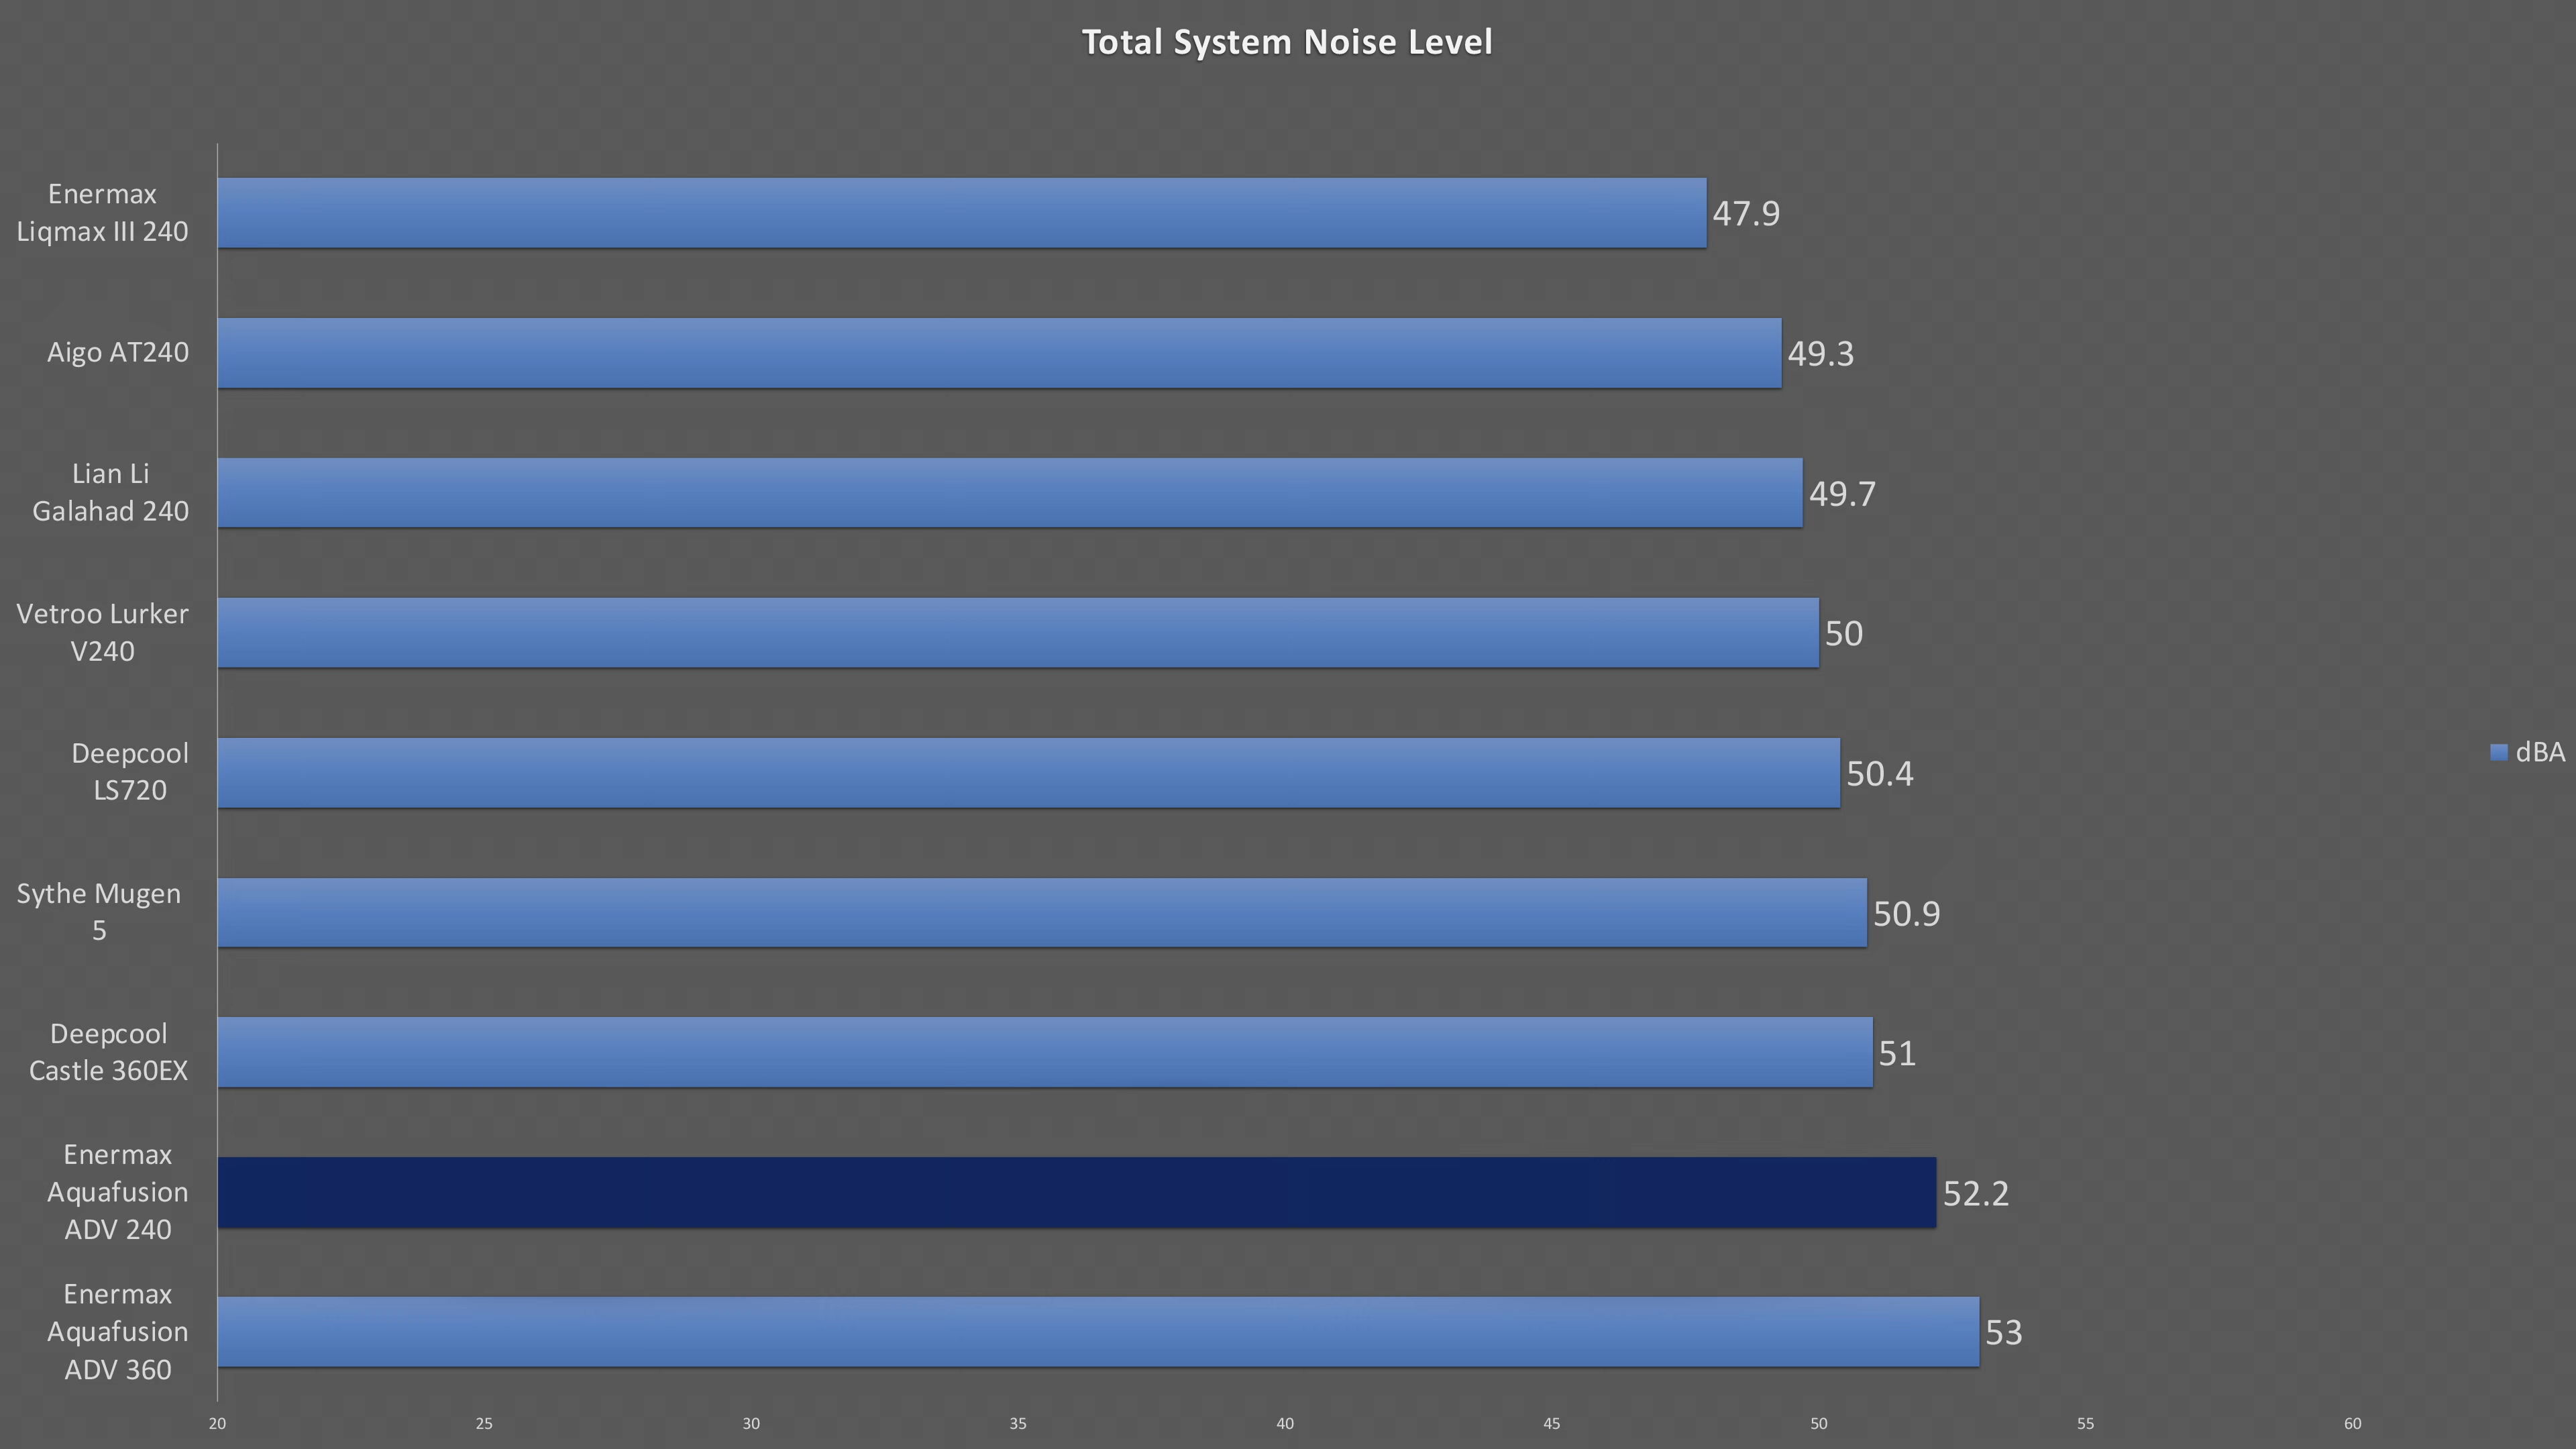 Total System Noise Level
Enermax
Liqmax III 240
47.9
Aigo AT240
49.3
Lian Li
Galahad 240
49.7
Vetroo Lurker
V240
50
Deepcool
LS720
50.4
dBA
Sythe Mugen
5
50.9
Deepcool
Castle 360EX
51
Enermax
Aquafusion
ADV 240
52.2
Enermax
Aquafusion
ADV 360
53
20 25 30 35 40 45 50 55 60